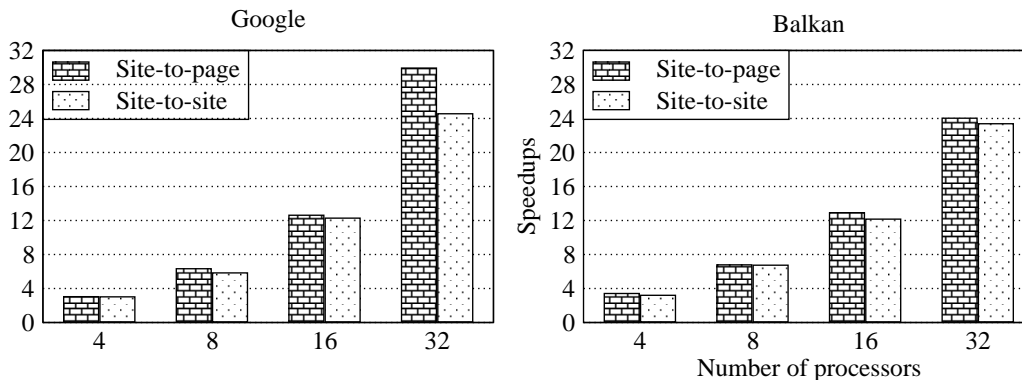 Google
32
28
24
20
16
12
8
4
0
Site-to-page
Site-to-site
4 8 16 32
Balkan
Speedups
32
28
24
20
16
12
8
4
0
Site-to-page
Site-to-site
4 8 16 32
Number of processors